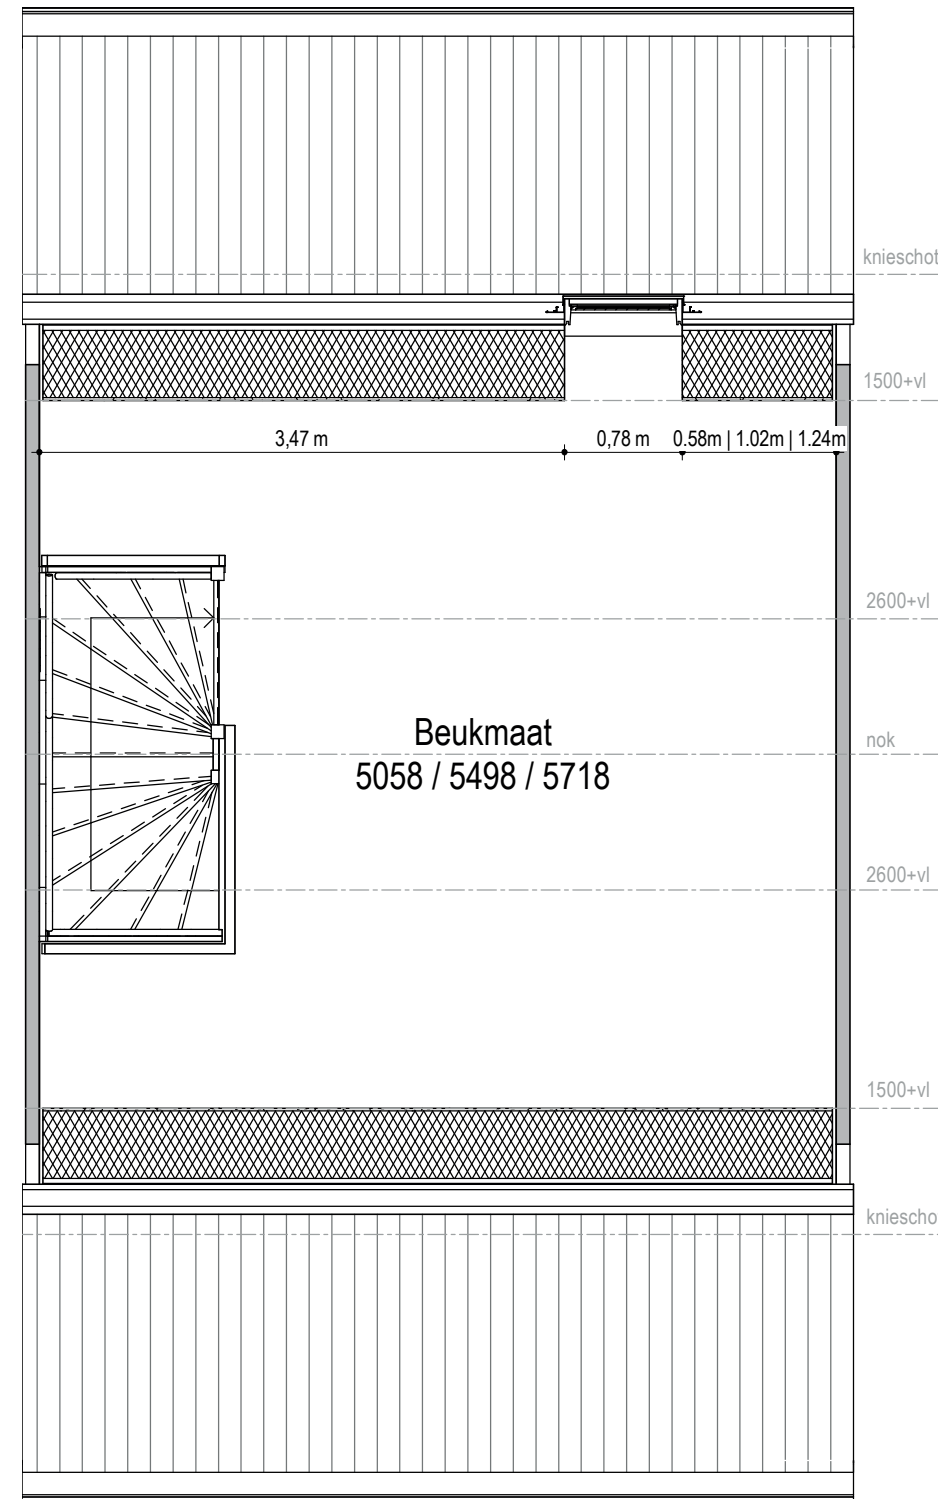 knieschot
1500+vl
3,47 m
0,78 m
0.58m | 1.02m | 1.24m
2600+vl
Beukmaat
5058 / 5498 / 5718
nok
2600+vl
1500+vl
kniescho